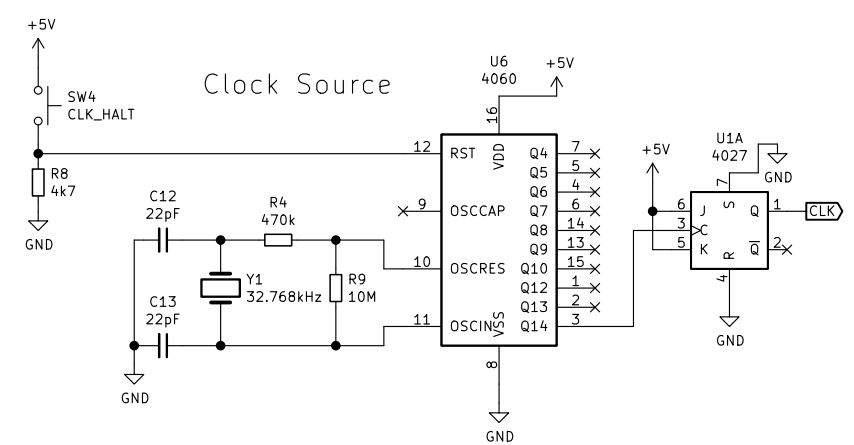 +5V
SW4
CLK_HALT
R8
4k7
GND
Clock Source
C12
22pF
R4
470k
Y1
32.768kHz
R9
10M
C13
22pF
GND
U6
4060
+5V
16
VDD
12
RST
9
OSCCAP
10
OSCRES
11
OSCIN
VSS
8
GND
Q4
7
Q5
5
Q6
4
Q7
6
Q8
14
Q9
13
Q10
15
Q12
1
Q13
2
Q14
3
+5V
U1A
4027
GND
7
S
6
J
3
C
5
K
Q
1
CLK
Q̅
2
R
4
GND